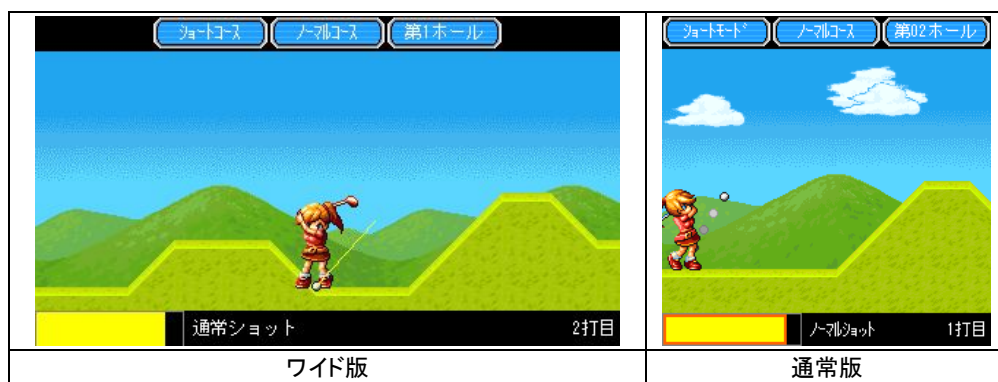 ショートコース ノーマルコース 第1ホール
通常ショット 2打目
ワイド版
ショートモード ノーマルコース 第02ホール
ノーマルショット 1打目
通常版